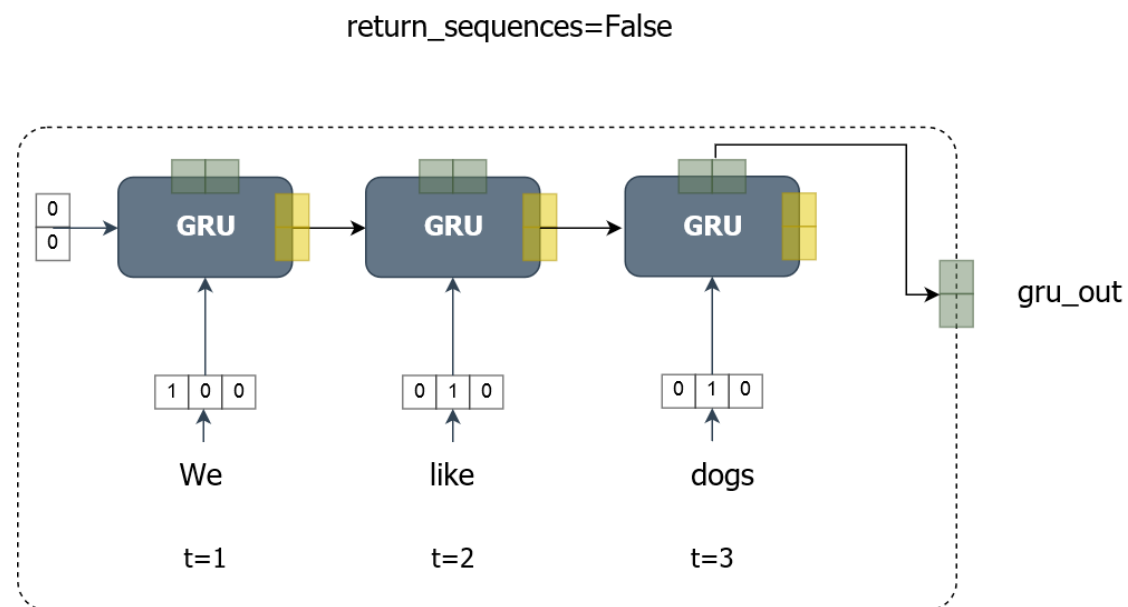 return_sequences=False
0
0
GRU GRU GRU
gru_out
1 0 0 0 1 0 0 1 0
We like dogs
t=1 t=2 t=3